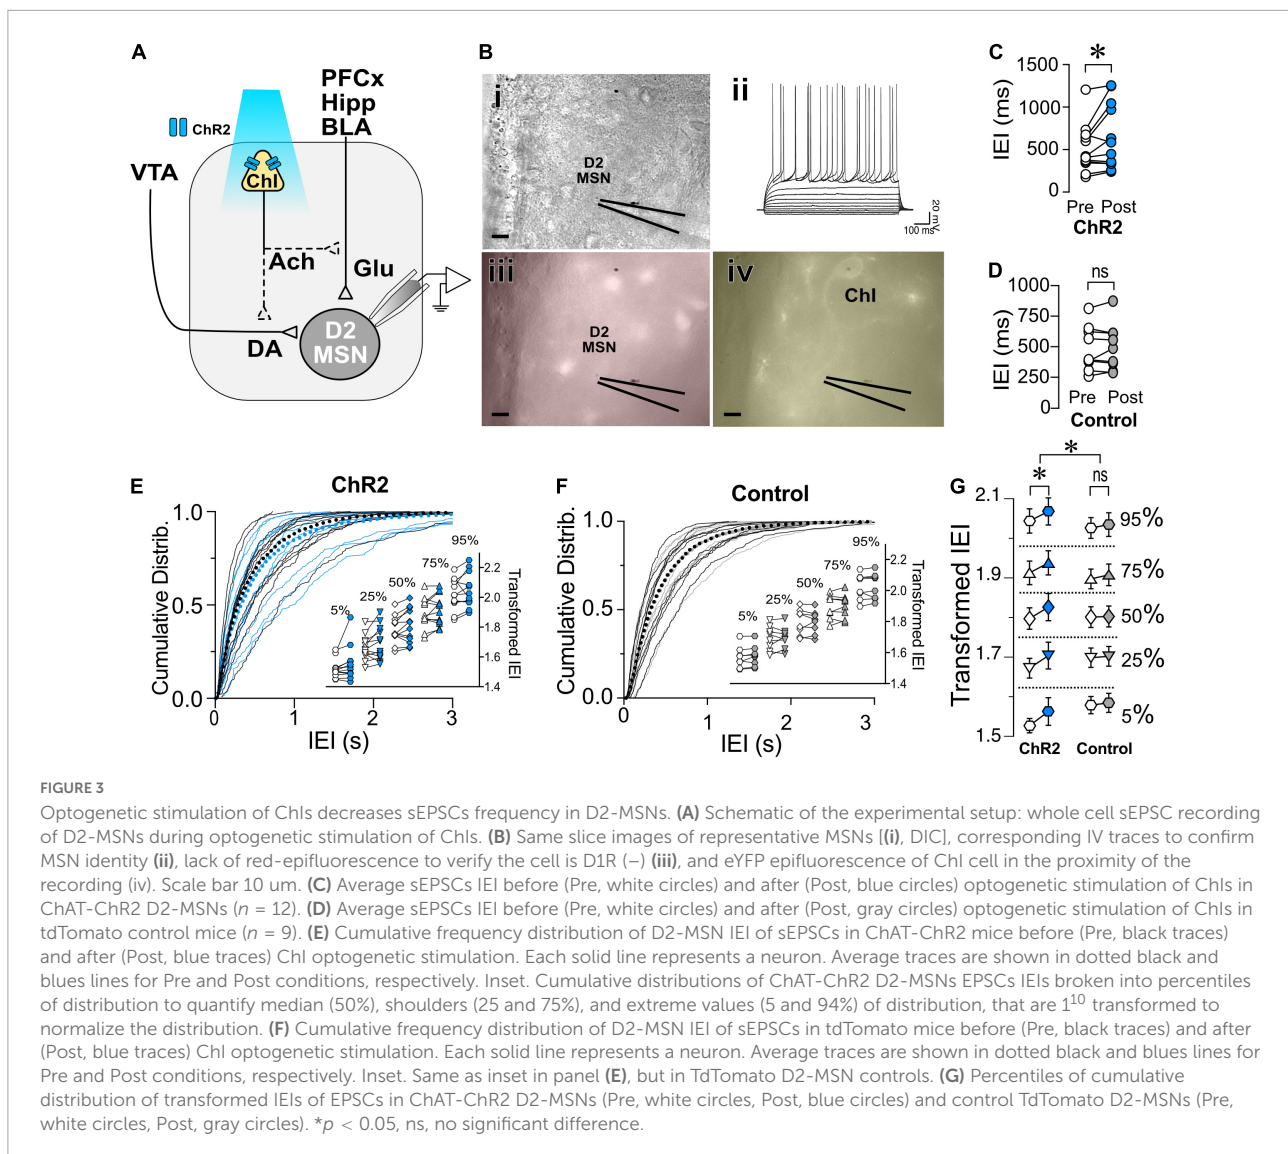 A
PFCx
Hipp
BLA
ChR2
VTA
ChI
Ach
Glu
DA
D2
MSN
B
i
D2
MSN
ii
20 mV
100 ms
iii
D2
MSN
iv
ChI
C
*
1500
1000
500
0
IEI (ms)
Pre Post
ChR2
D
ns
1000
750
500
250
0
IEI (ms)
Pre Post
Control
E
ChR2
1.0
0.5
0.0
Cumulative Distrib.
0 1 2 3
IEI (s)
5%
25%
50%
75%
95%
2.2
2.0
1.8
1.6
1.4
Transformed IEI
F
Control
1.0
0.5
0.0
Cumulative Distrib.
0 1 2 3
IEI (s)
5%
25%
50%
75%
95%
2.2
2.0
1.8
1.6
1.4
Transformed IEI
G
*
*
ns
2.1
1.9
1.7
1.5
Transformed IEI
95%
75%
50%
25%
5%
ChR2 Control
FIGURE 3
Optogenetic stimulation of ChIs decreases sEPSCs frequency in D2-MSNs. (A) Schematic of the experimental setup: whole cell sEPSC recording
of D2-MSNs during optogenetic stimulation of ChIs. (B) Same slice images of representative MSNs [(i), DIC], corresponding IV traces to confirm
MSN identity (ii), lack of red-epifluorescence to verify the cell is D1R (−) (iii), and eYFP epifluorescence of ChI cell in the proximity of the
recording (iv). Scale bar 10 um. (C) Average sEPSCs IEI before (Pre, white circles) and after (Post, blue circles) optogenetic stimulation of ChIs in
ChAT-ChR2 D2-MSNs (n = 12). (D) Average sEPSCs IEI before (Pre, white circles) and after (Post, gray circles) optogenetic stimulation of ChIs in
tdTomato control mice (n = 9). (E) Cumulative frequency distribution of D2-MSN IEI of sEPSCs in ChAT-ChR2 mice before (Pre, black traces)
and after (Post, blue traces) ChI optogenetic stimulation. Each solid line represents a neuron. Average traces are shown in dotted black and
blues lines for Pre and Post conditions, respectively. Inset. Cumulative distributions of ChAT-ChR2 D2-MSNs EPSCs IEIs broken into percentiles
of distribution to quantify median (50%), shoulders (25 and 75%), and extreme values (5 and 94%) of distribution, that are 1^10 transformed to
normalize the distribution. (F) Cumulative frequency distribution of D2-MSN IEI of sEPSCs in tdTomato mice before (Pre, black traces) and after
(Post, blue traces) ChI optogenetic stimulation. Each solid line represents a neuron. Average traces are shown in dotted black and blues lines for
Pre and Post conditions, respectively. Inset. Same as inset in panel (E), but in TdTomato D2-MSN controls. (G) Percentiles of cumulative
distribution of transformed IEIs of EPSCs in ChAT-ChR2 D2-MSNs (Pre, white circles, Post, blue circles) and control TdTomato D2-MSNs (Pre,
white circles, Post, gray circles). *p < 0.05, ns, no significant difference.